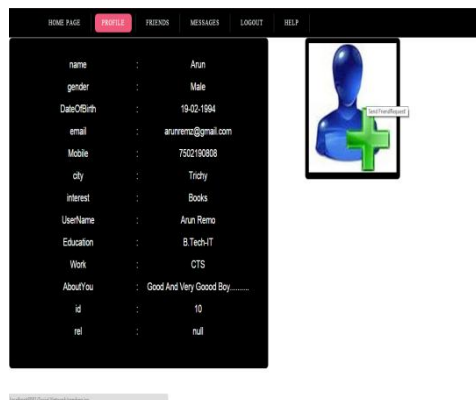 HOME PAGE PROFILE FRIENDS MESSAGES LOGOUT HELP
name : Arun
gender : Male
DateOfBirth : 19-02-1994
email : arunremz@gmail.com
Mobile : 7502190808
city : Trichy
interest : Books
UserName : Arun Remo
Education : B.Tech-IT
Work : CTS
AboutYou : Good And Very Goood Boy..........
id : 10
rel : null
Send FriendRequest